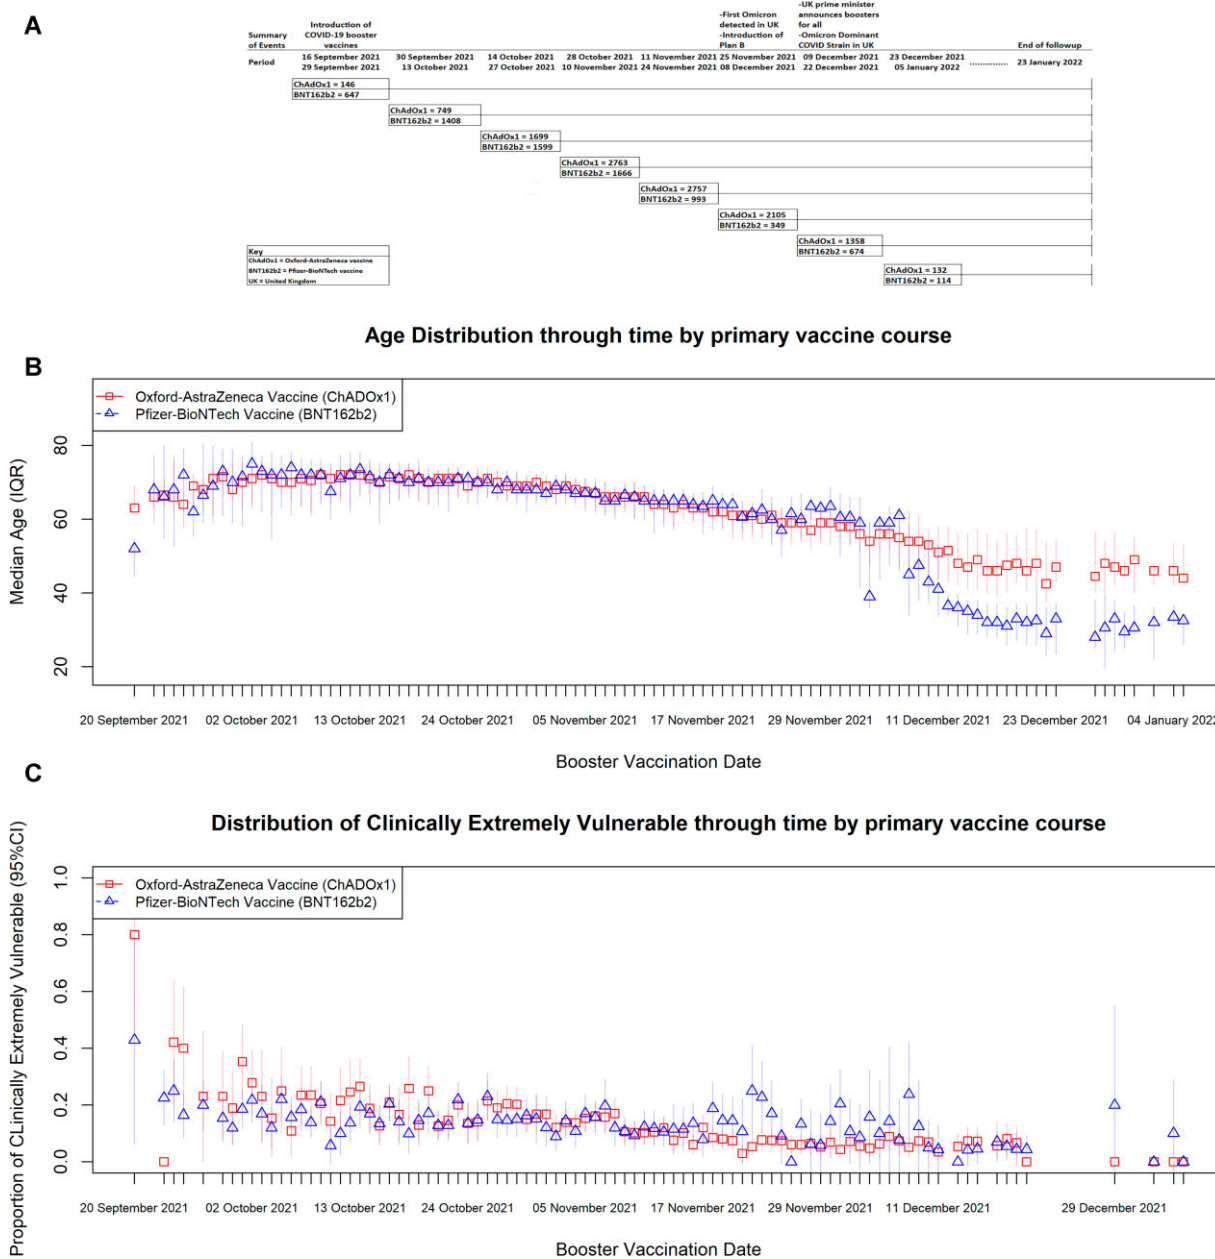 A
Summary of Events
Period
Introduction of COVID-19 booster vaccines
-First Omicron detected in UK
-Introduction of Plan B
-UK prime minister announces boosters for all
-Omicron Dominant COVID Strain in UK
End of followup
16 September 2021
29 September 2021
30 September 2021
13 October 2021
14 October 2021
27 October 2021
28 October 2021
10 November 2021
11 November 2021
24 November 2021
25 November 2021
08 December 2021
09 December 2021
22 December 2021
23 December 2021
05 January 2022
............
23 January 2022
ChAdOx1 = 146
BNT162b2 = 647
ChAdOx1 = 749
BNT162b2 = 1408
ChAdOx1 = 1699
BNT162b2 = 1599
ChAdOx1 = 2763
BNT162b2 = 1666
ChAdOx1 = 2757
BNT162b2 = 993
ChAdOx1 = 2105
BNT162b2 = 349
ChAdOx1 = 1358
BNT162b2 = 674
ChAdOx1 = 132
BNT162b2 = 114
Key
ChAdOx1 = Oxford-AstraZeneca vaccine
BNT162b2 = Pfizer-BioNTech vaccine
UK = United Kingdom
Age Distribution through time by primary vaccine course
B
Oxford-AstraZeneca Vaccine (ChADOx1)
Pfizer-BioNTech Vaccine (BNT162b2)
Median Age (IQR)
80
60
40
20
20 September 2021
02 October 2021
13 October 2021
24 October 2021
05 November 2021
17 November 2021
29 November 2021
11 December 2021
23 December 2021
04 January 2022
Booster Vaccination Date
C
Distribution of Clinically Extremely Vulnerable through time by primary vaccine course
Oxford-AstraZeneca Vaccine (ChADOx1)
Pfizer-BioNTech Vaccine (BNT162b2)
Proportion of CLinically Extremely Vulnerable (95%CI)
1.0
0.8
0.6
0.4
0.2
0.0
20 September 2021
02 October 2021
13 October 2021
24 October 2021
05 November 2021
17 November 2021
29 November 2021
11 December 2021
29 December 2021
Booster Vaccination Date